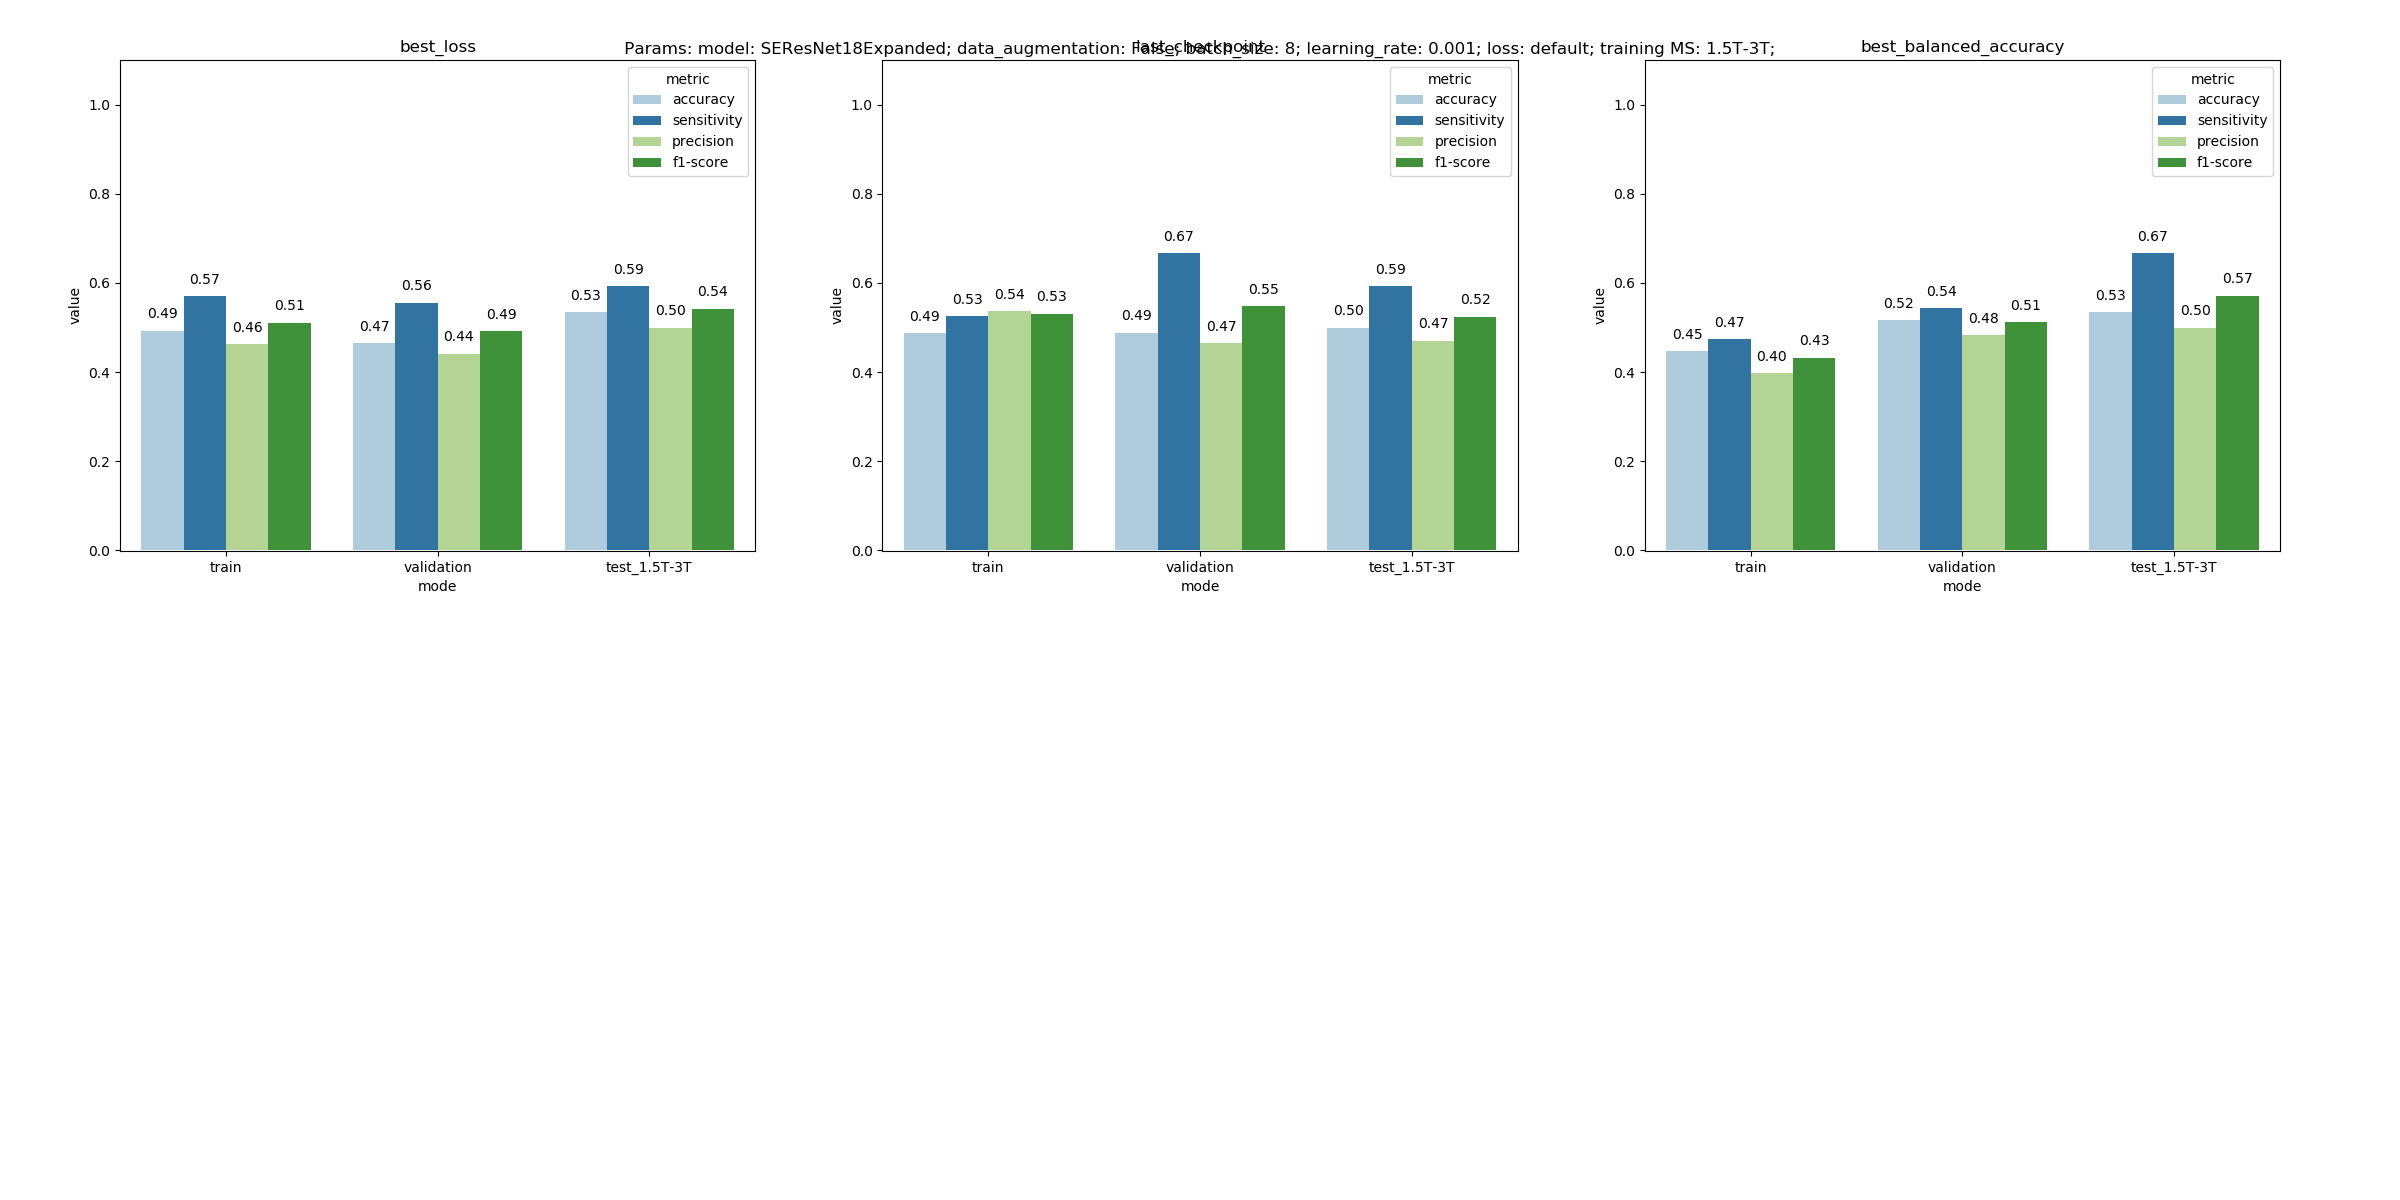 Params: model: SEResNet18Expanded; data_augmentation: False; batch_size: 8; learning_rate: 0.001; loss: default; training MS: 1.5T-3T;
best_loss
metric
accuracy
sensitivity
precision
f1-score
value
1.0
0.8
0.6
0.4
0.2
0.0
0.49
0.57
0.46
0.51
0.47
0.56
0.44
0.49
0.53
0.59
0.50
0.54
train
validation
test_1.5T-3T
mode
last_checkpoint
metric
accuracy
sensitivity
precision
f1-score
value
1.0
0.8
0.6
0.4
0.2
0.0
0.49
0.53
0.54
0.53
0.49
0.67
0.47
0.55
0.50
0.59
0.47
0.52
train
validation
test_1.5T-3T
mode
best_balanced_accuracy
metric
accuracy
sensitivity
precision
f1-score
value
1.0
0.8
0.6
0.4
0.2
0.0
0.45
0.47
0.40
0.43
0.52
0.54
0.48
0.51
0.53
0.67
0.50
0.57
train
validation
test_1.5T-3T
mode